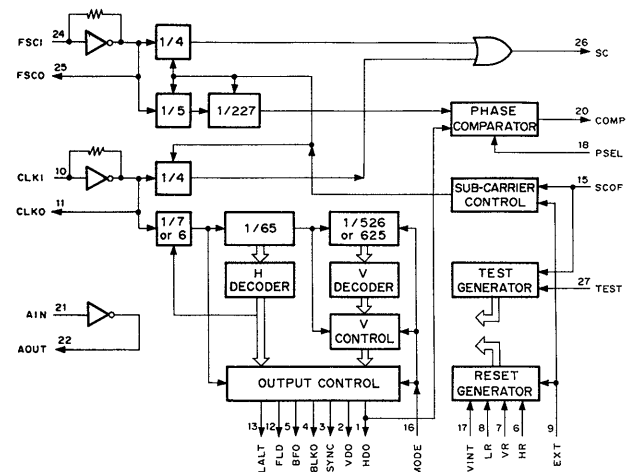 24
FSCI
1/4
26
SC
25
FSCO
1/5
1/227
PHASE
COMPARATOR
20
COMP
18
PSEL
10
CLKI
1/4
15
SCOF
SUB-CARRIER
CONTROL
11
CLKO
1/7
or 6
1/65
1/526
or 625
H
DECODER
V
DECODER
TEST
GENERATOR
27
TEST
21
AIN
22
AOUT
V
CONTROL
OUTPUT CONTROL
RESET
GENERATOR
13
12
5
4
3
2
1
16
17
8
7
6
9
LALT
FLD
BFO
BLKO
SYNC
VDO
HDO
MODE
VINT
LR
VR
HR
EXT